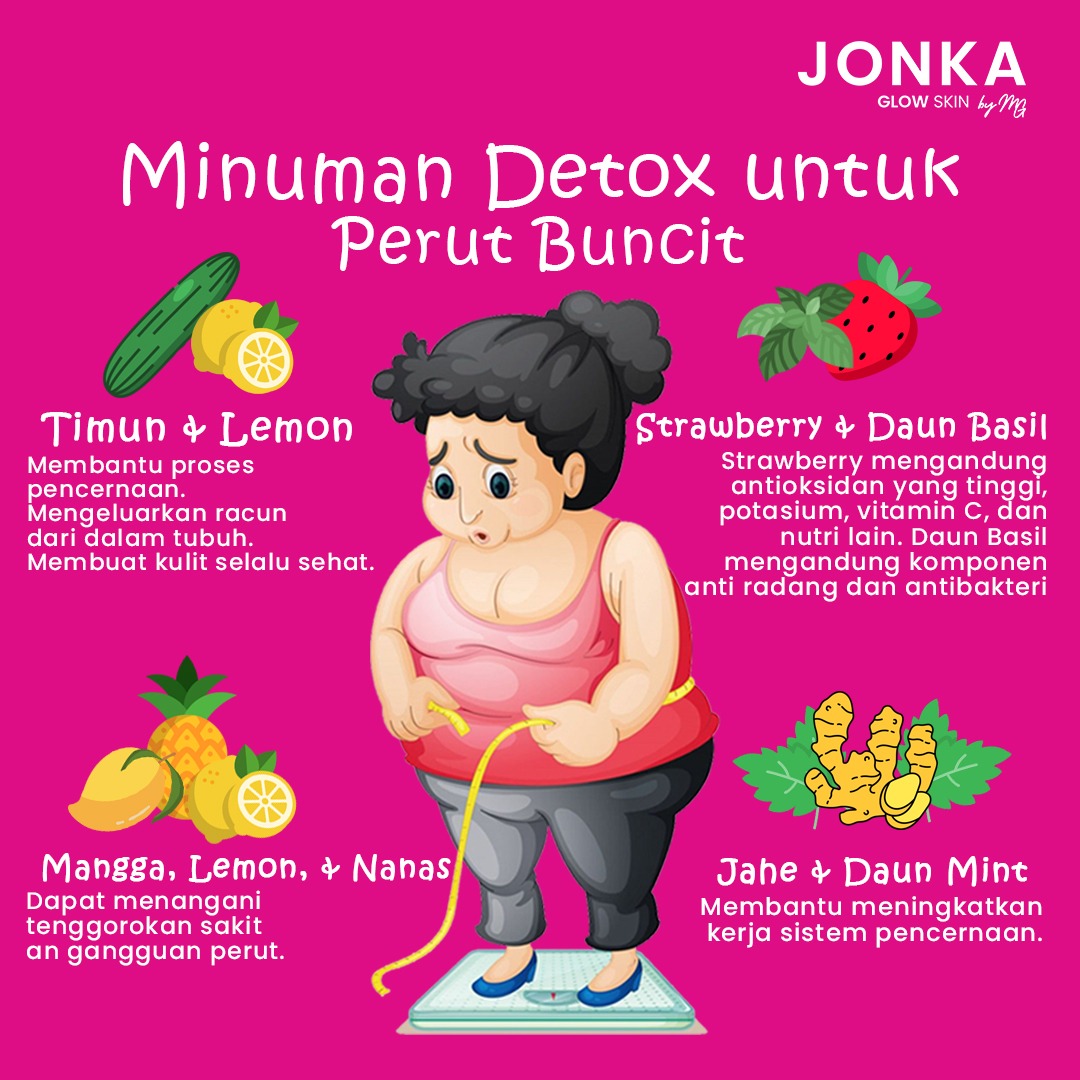 JONKA
GLOW SKIN by MG
Minuman Detox untuk
Perut Buncit
Timun & Lemon
Membantu proses
pencernaan.
Mengeluarkan racun
dari dalam tubuh.
Membuat kulit selalu sehat.
Strawberry & Daun Basil
Strawberry mengandung
antioksidan yang tinggi,
potasium, vitamin C, dan
nutri lain. Daun Basil
mengandung komponen
anti radang dan antibakteri
Mangga, Lemon, & Nanas
Dapat menangani
tenggorokan sakit
an gangguan perut.
Jahe & Daun Mint
Membantu meningkatkan
kerja sistem pencernaan.